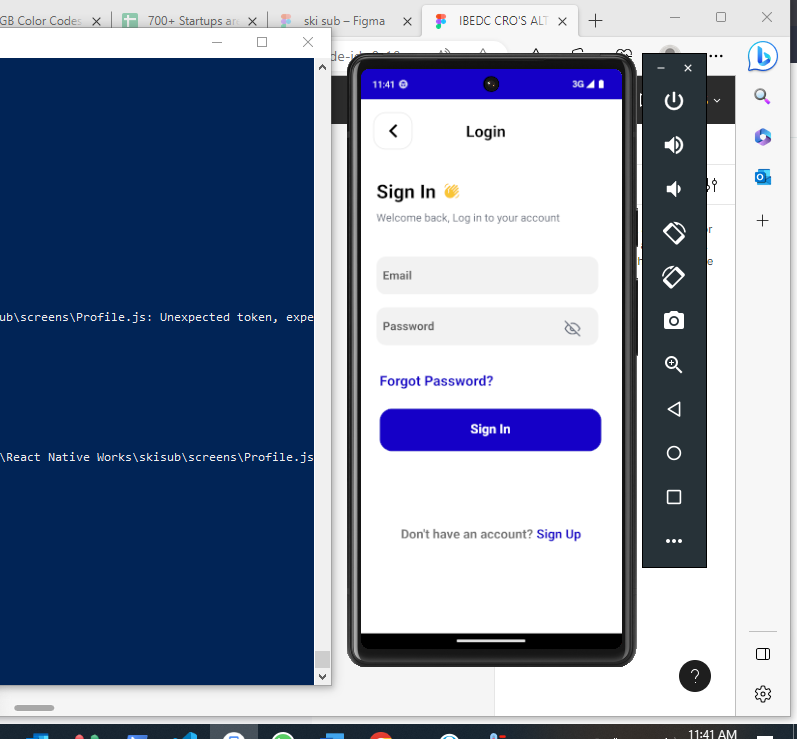 GB Color Codes
700+ Startups ar
ski sub – Figma
IBEDC CRO'S ALT
11:41
3G
Login
Sign In 👋
Welcome back, Log in to your account
Email
Password
Forgot Password?
Sign In
Don't have an account? Sign Up
ub\screens\Profile.js: Unexpected token, expe
\React Native Works\skisub\screens\Profile.js
?
11:41 AM